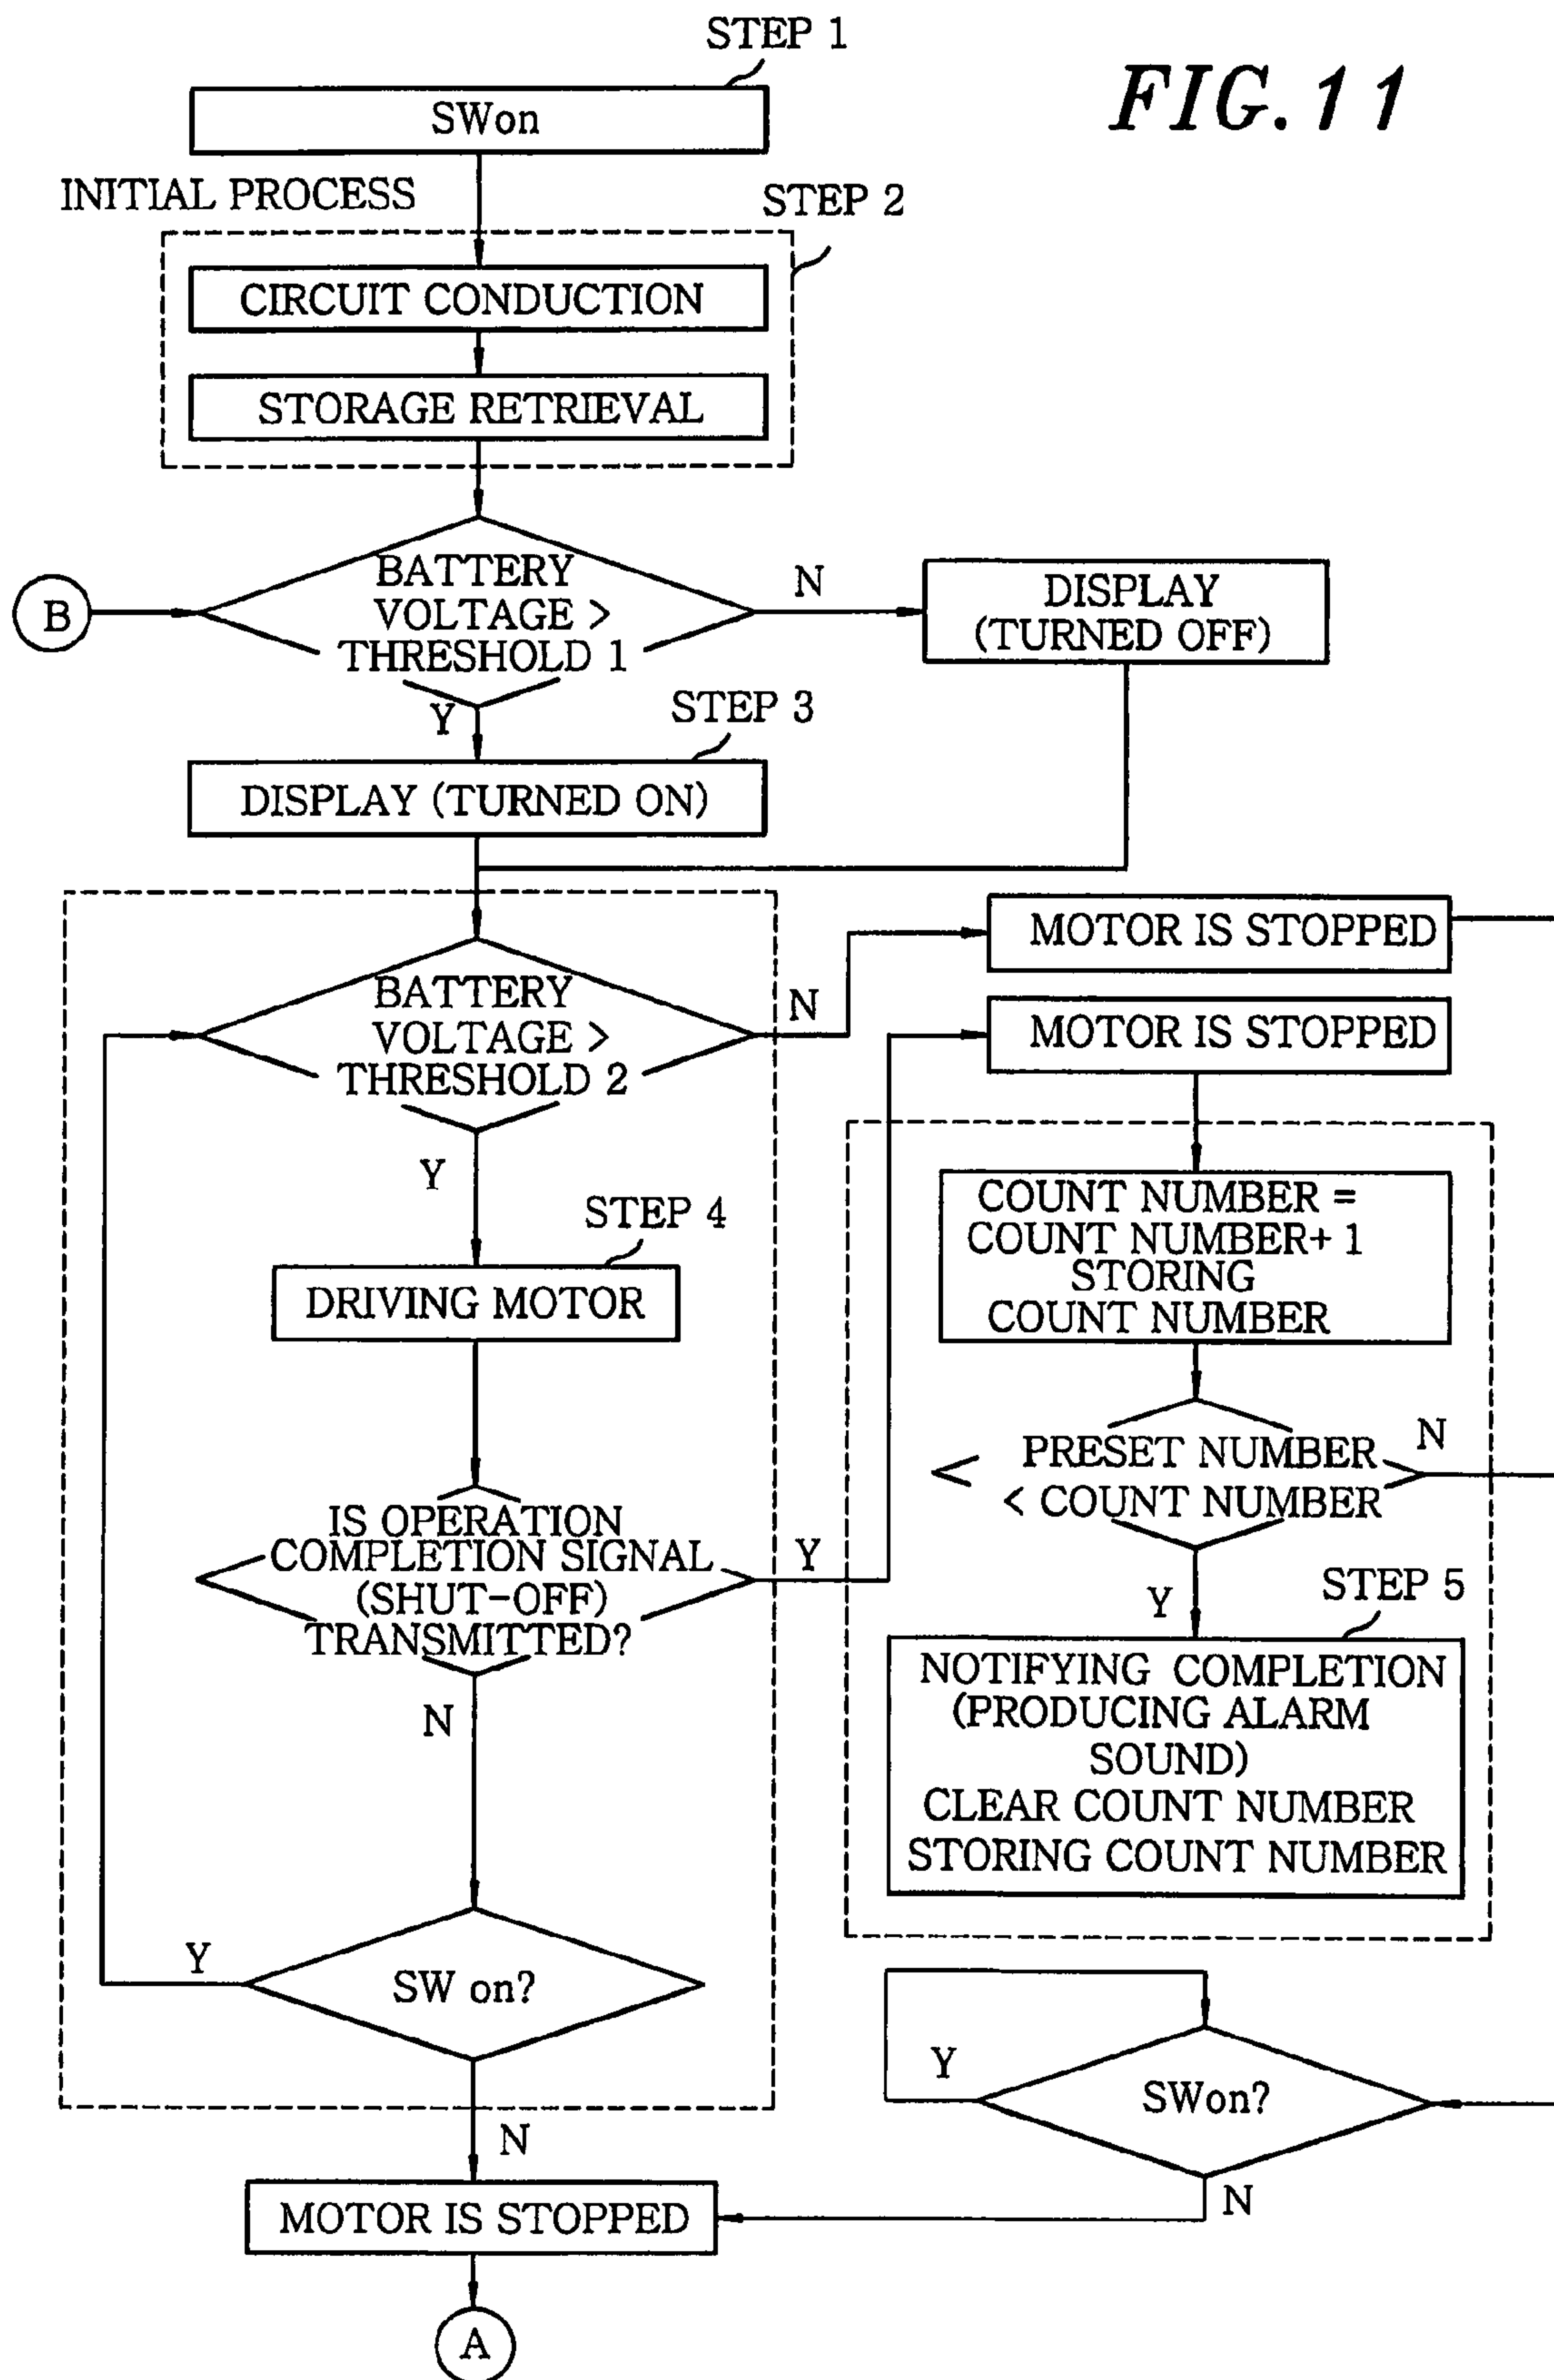 STEP 1
FIG.11
SWon
INITIAL PROCESS
STEP 2
CIRCUIT CONDUCTION
STORAGE RETRIEVAL
B
BATTERY
VOLTAGE >
THRESHOLD 1
N
DISPLAY
(TURNED OFF)
Y
STEP 3
DISPLAY (TURNED ON)
MOTOR IS STOPPED
BATTERY
VOLTAGE >
THRESHOLD 2
N
MOTOR IS STOPPED
Y
STEP 4
DRIVING MOTOR
COUNT NUMBER =
COUNT NUMBER+ 1
STORING
COUNT NUMBER
IS OPERATION
COMPLETION SIGNAL
(SHUT-OFF)
TRANSMITTED?
Y
PRESET NUMBER
< COUNT NUMBER
N
Y
STEP 5
NOTIFYING COMPLETION
(PRODUCING ALARM
SOUND)
CLEAR COUNT NUMBER
STORING COUNT NUMBER
N
Y
SW on?
Y
SWon?
N
N
MOTOR IS STOPPED
A